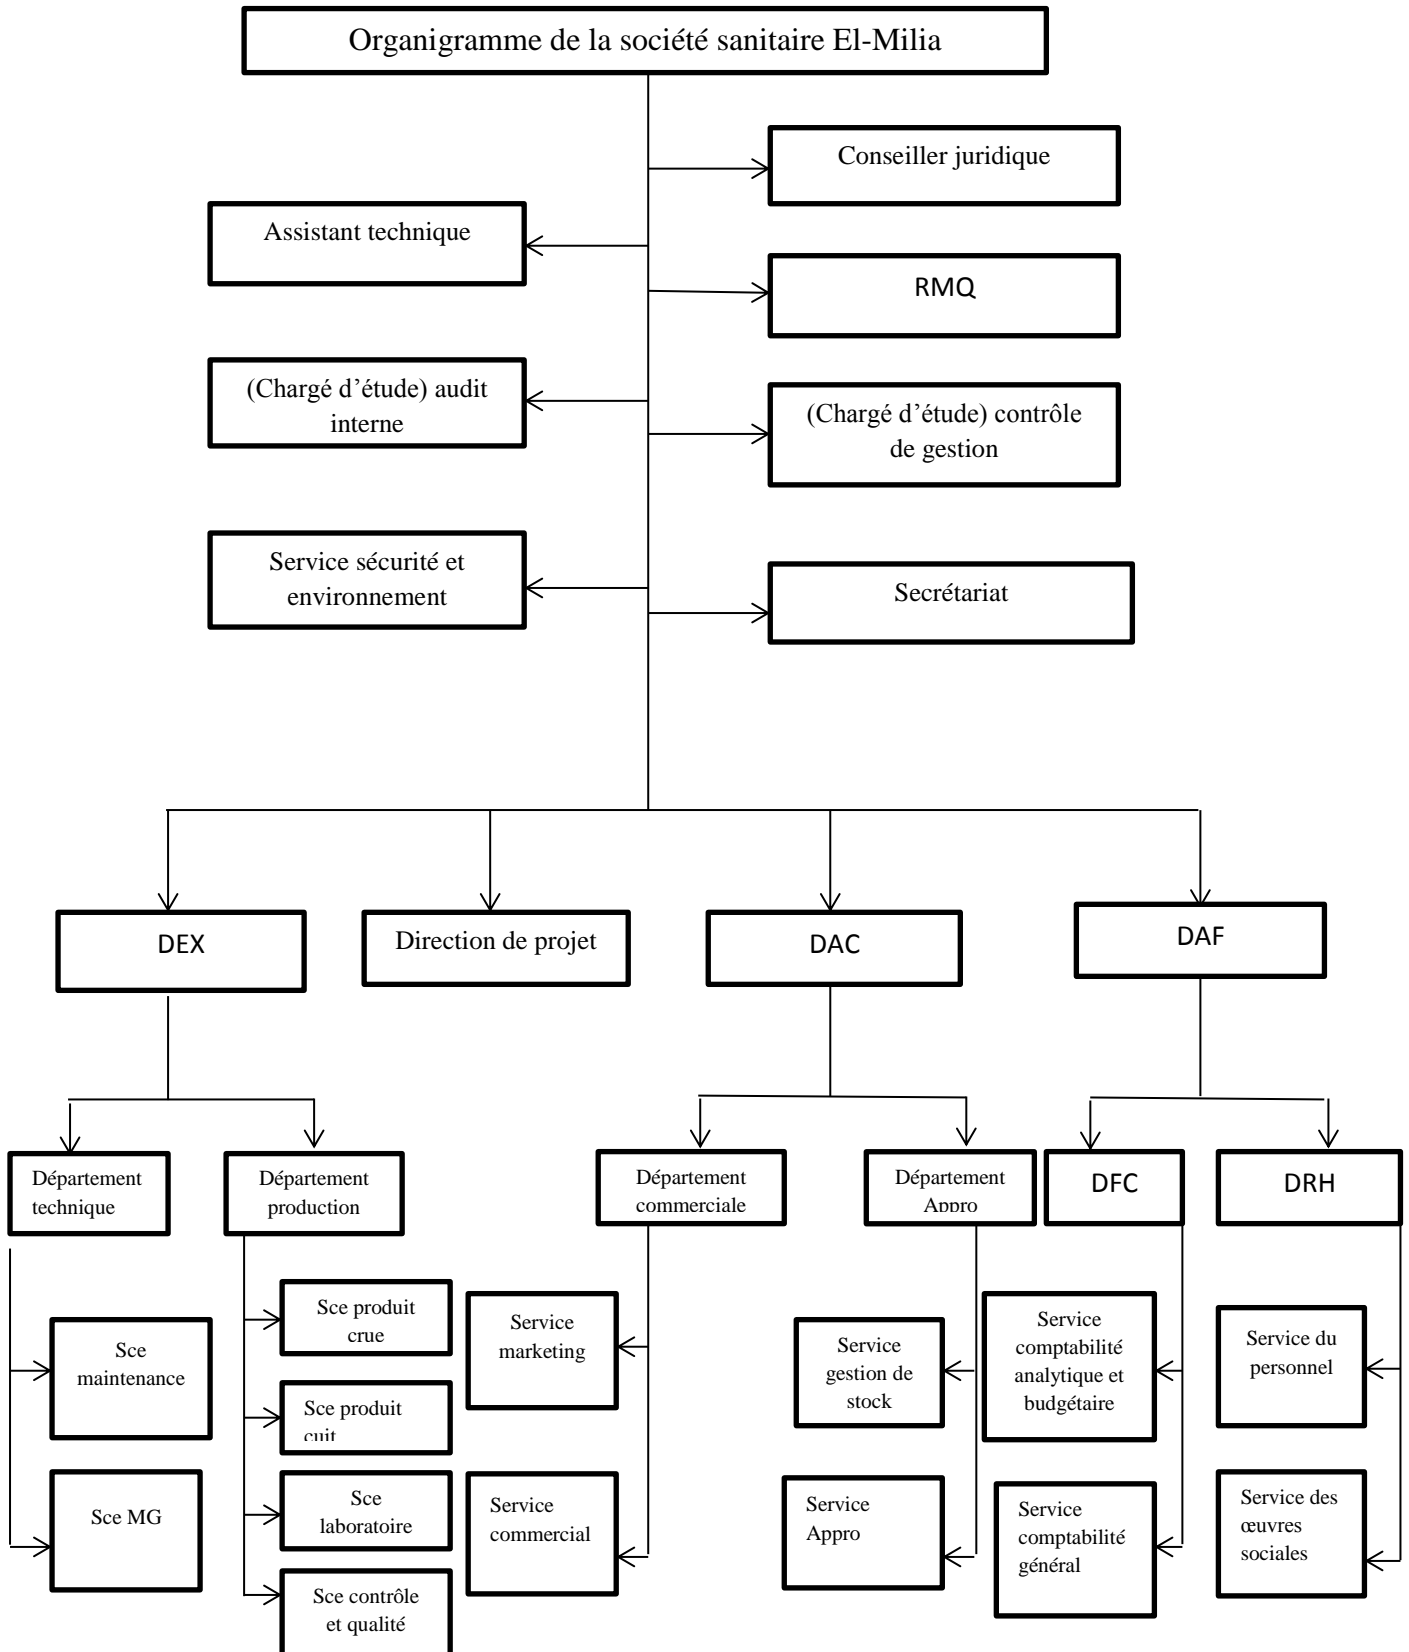 Organigramme de la société sanitaire El-Milia
Conseiller juridique
Assistant technique
RMQ
(Chargé d’étude) audit
interne
(Chargé d’étude) contrôle
de gestion
Service sécurité et
environnement
Secrétariat
DEX
Direction de projet
DAC
DAF
Département
technique
Département
production
Département
commerciale
Département
Appro
DFC
DRH
Sce
maintenance
Sce MG
Sce produit
crue
Sce produit
cuit
Sce
laboratoire
Sce contrôle
et qualité
Service
marketing
Service
commercial
Service
gestion de
stock
Service
Appro
Service
comptabilité
analytique et
budgétaire
Service
comptabilité
général
Service du
personnel
Service des
œuvres
sociales